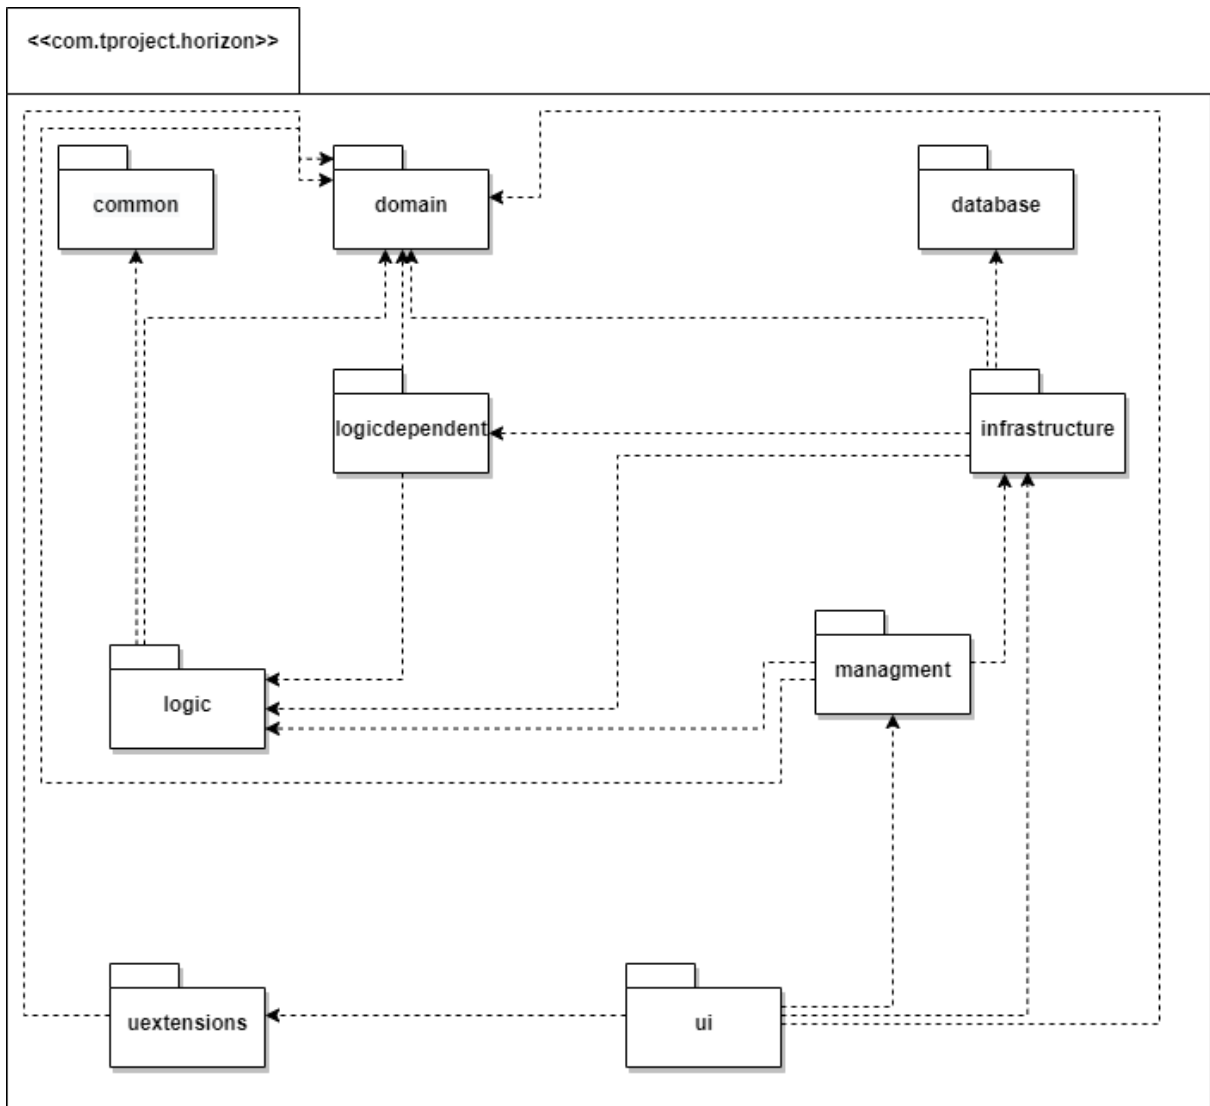 <<com.tproject.horizon>>
common
domain
database
logicdependent
infrastructure
managment
logic
uextensions
ui